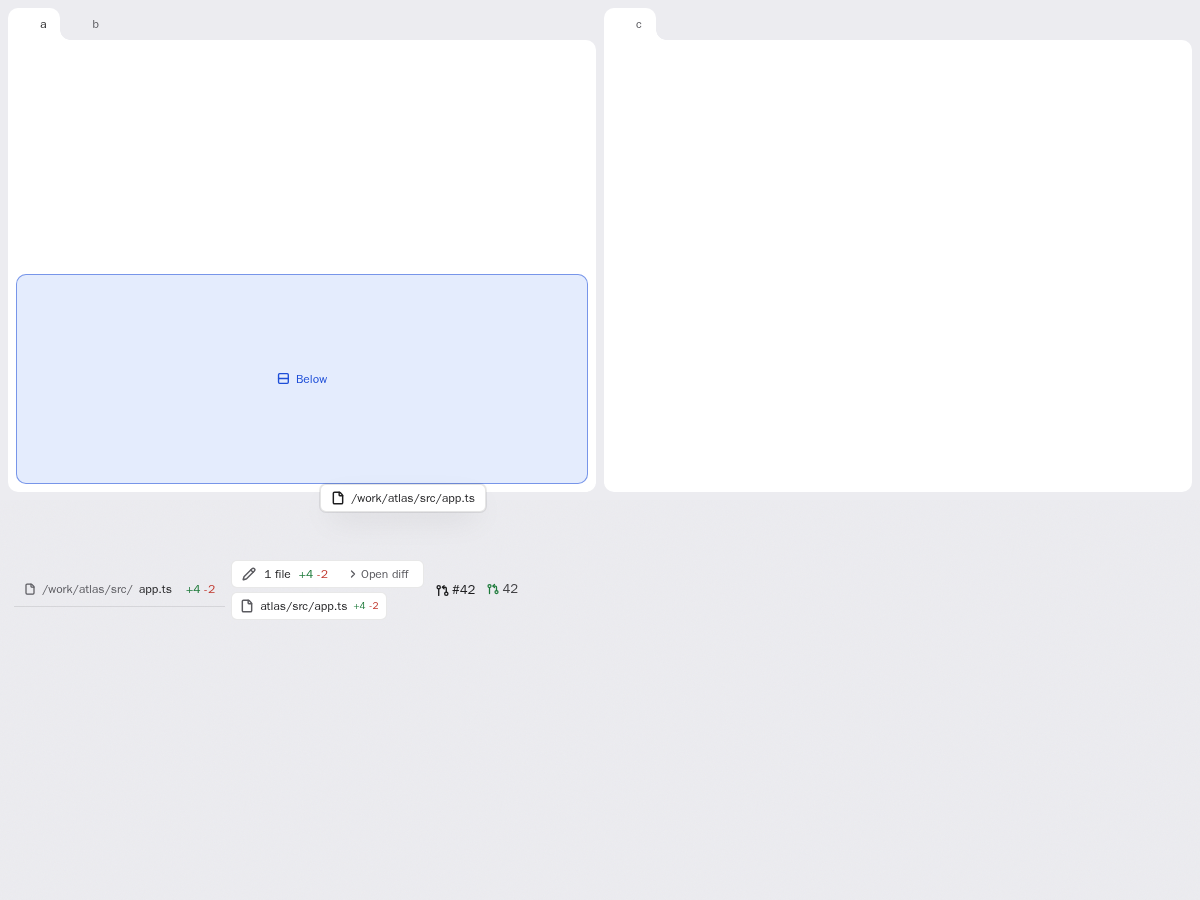 a
b
c
Below
/work/atlas/src/app.ts
1 file +4 -2 Open diff
/work/atlas/src/ app.ts +4 -2
#42
42
atlas/src/app.ts +4 -2